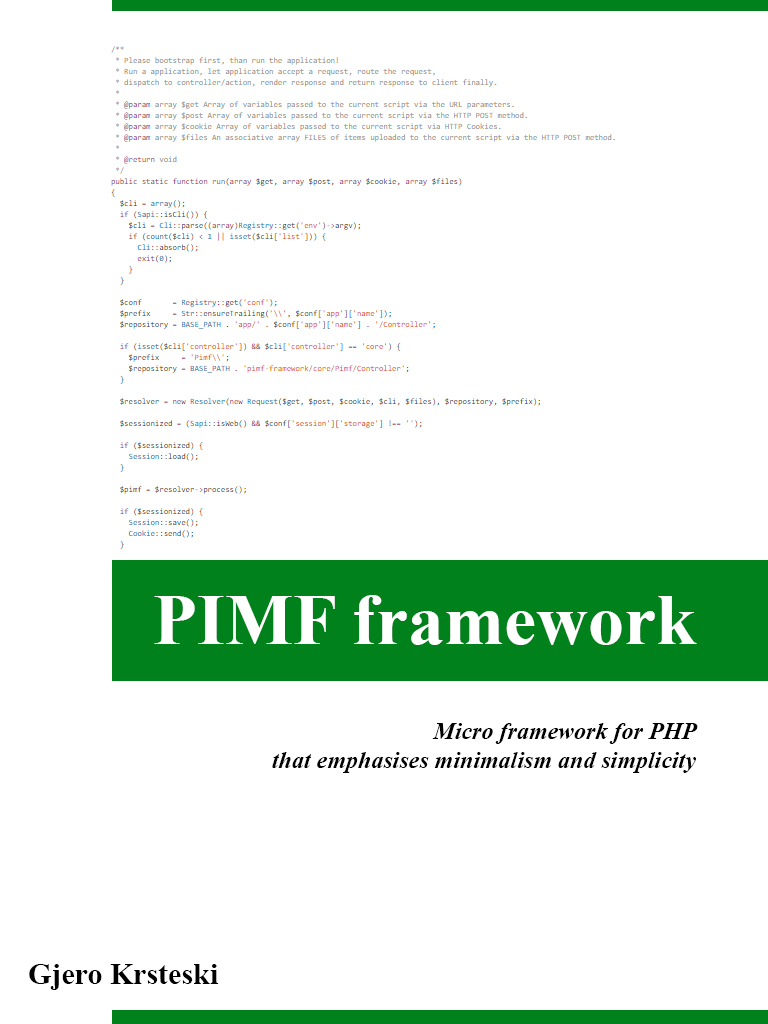 /**
 * Please bootstrap first, than run the application!
 * Run a application, let application accept a request, route the request,
 * dispatch to controller/action, render response and return response to client finally.
 *
 * @param array $get Array of variables passed to the current script via the URL parameters.
 * @param array $post Array of variables passed to the current script via the HTTP POST method.
 * @param array $cookie Array of variables passed to the current script via HTTP Cookies.
 * @param array $files An associative array FILES of items uploaded to the current script via the HTTP POST method.
 *
 * @return void
 */
public static function run(array $get, array $post, array $cookie, array $files)
{
  $cli = array();
  if (Sapi::isCli()) {
    $cli = Cli::parse((array)Registry::get('env')->argv);
    if (count($cli) < 1 || isset($cli['list'])) {
      Cli::absorb();
      exit(0);
    }
  }

  $conf       = Registry::get('conf');
  $prefix     = Str::ensureTrailing('\\', $conf['app']['name']);
  $repository = BASE_PATH . 'app/' . $conf['app']['name'] . '/Controller';

  if (isset($cli['controller']) && $cli['controller'] == 'core') {
    $prefix     = 'Pimf\\';
    $repository = BASE_PATH . 'pimf-framework/core/Pimf/Controller';
  }

  $resolver = new Resolver(new Request($get, $post, $cookie, $cli, $files), $repository, $prefix);

  $sessionized = (Sapi::isWeb() && $conf['session']['storage'] !== '');

  if ($sessionized) {
    Session::load();
  }

  $pimf = $resolver->process();

  if ($sessionized) {
    Session::save();
    Cookie::send();
  }
PIMF framework
Micro framework for PHP
that emphasises minimalism and simplicity
Gjero Krsteski